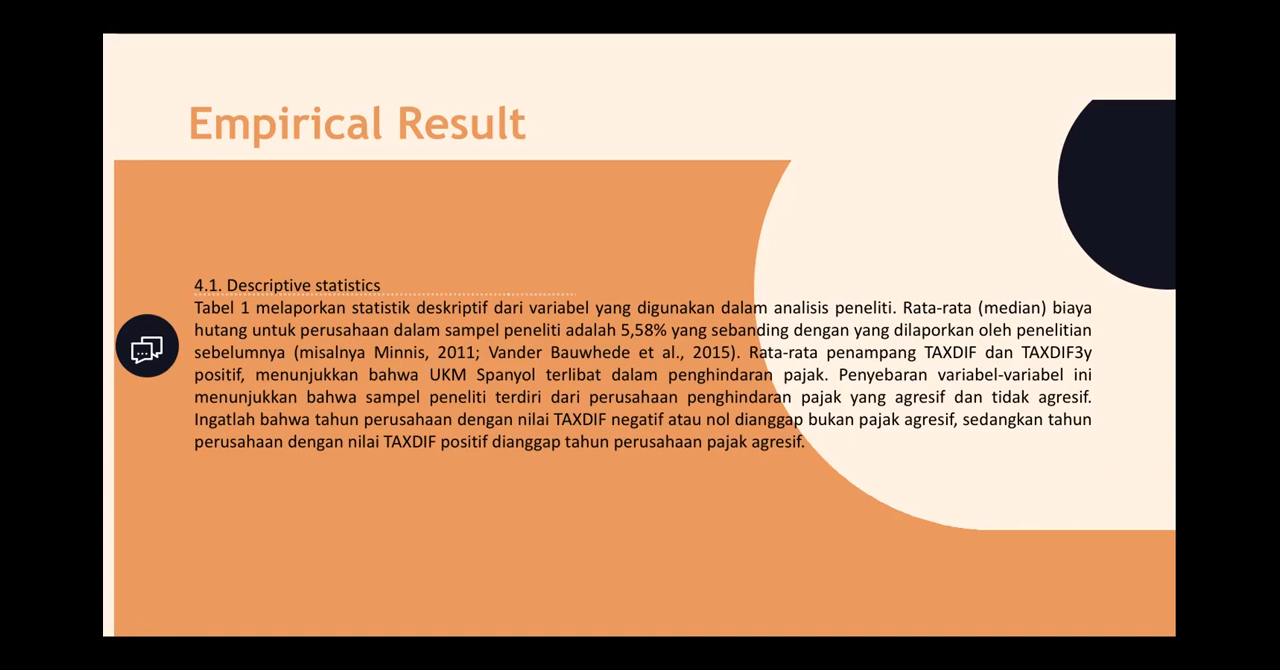 Empirical Result
4.1. Descriptive statistics
Tabel 1 melaporkan statistik deskriptif dari variabel yang digunakan dalam analisis peneliti. Rata-rata (median) biaya
hutang untuk perusahaan dalam sampel peneliti adalah 5,58% yang sebanding dengan yang dilaporkan oleh penelitian
sebelumnya (misalnya Minnis, 2011; Vander Bauwhede et al., 2015). Rata-rata penampang TAXDIF dan TAXDIF3y
positif, menunjukkan bahwa UKM Spanyol terlibat dalam penghindaran pajak. Penyebaran variabel-variabel ini
menunjukkan bahwa sampel peneliti terdiri dari perusahaan penghindaran pajak yang agresif dan tidak agresif.
Ingatlah bahwa tahun perusahaan dengan nilai TAXDIF negatif atau nol dianggap bukan pajak agresif, sedangkan tahun
perusahaan dengan nilai TAXDIF positif dianggap tahun perusahaan pajak agresif.